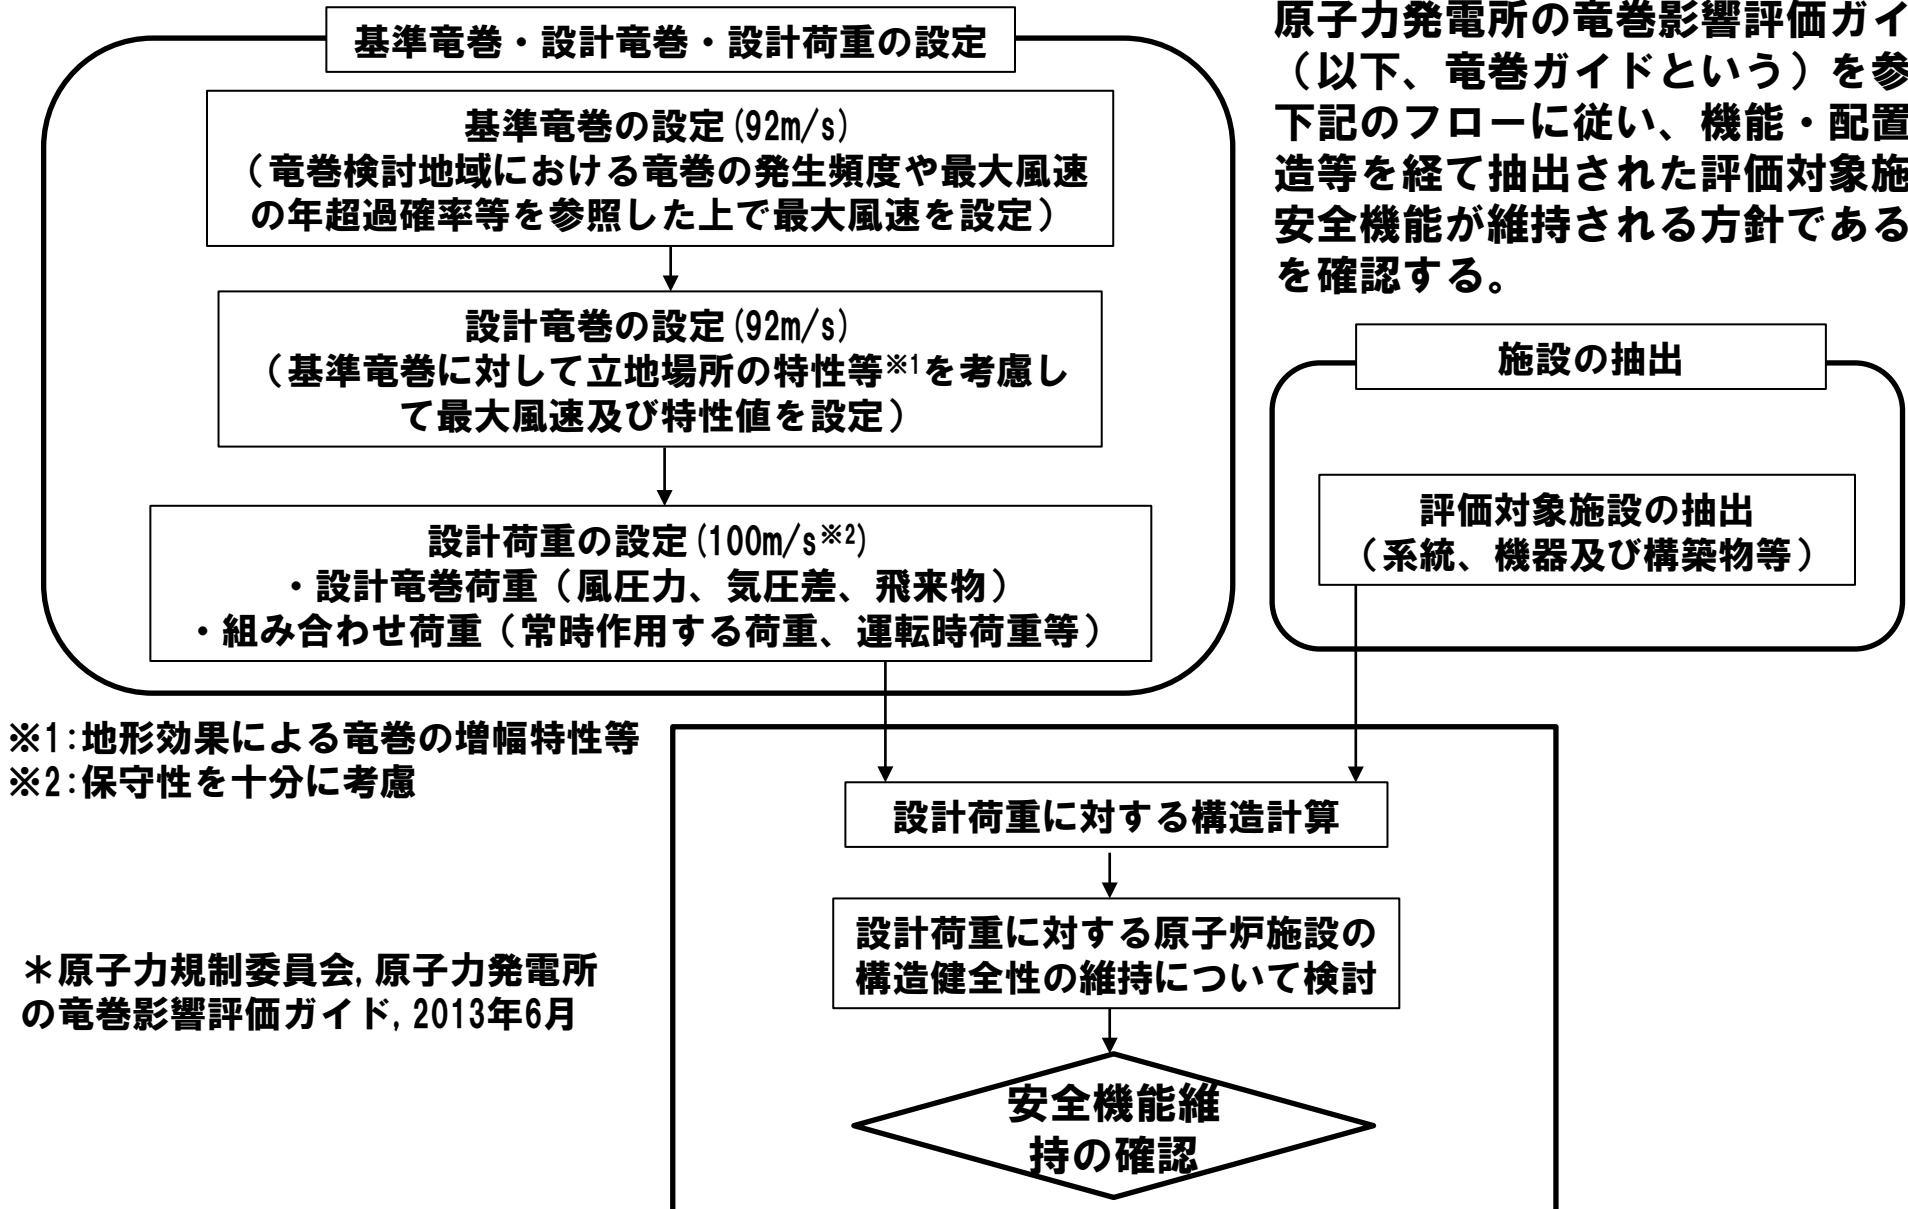 基準竜巻・設計竜巻・設計荷重の設定
基準竜巻の設定(92m/s)
（竜巻検討地域における竜巻の発生頻度や最大風速
の年超過確率等を参照した上で最大風速を設定）
設計竜巻の設定(92m/s)
（基準竜巻に対して立地場所の特性等※1を考慮し
て最大風速及び特性値を設定）
設計荷重の設定(100m/s※2)
・設計竜巻荷重（風圧力、気圧差、飛来物）
・組み合わせ荷重（常時作用する荷重、運転時荷重等）
原子力発電所の竜巻影響評価ガイ
（以下、竜巻ガイドという）を参
下記のフローに従い、機能・配置
造等を経て抽出された評価対象施
安全機能が維持される方針である
を確認する。
施設の抽出
評価対象施設の抽出
（系統、機器及び構築物等）
※1:地形効果による竜巻の増幅特性等
※2:保守性を十分に考慮
設計荷重に対する構造計算
設計荷重に対する原子炉施設の
構造健全性の維持について検討
安全機能維
持の確認
＊原子力規制委員会,原子力発電所
の竜巻影響評価ガイド,2013年6月